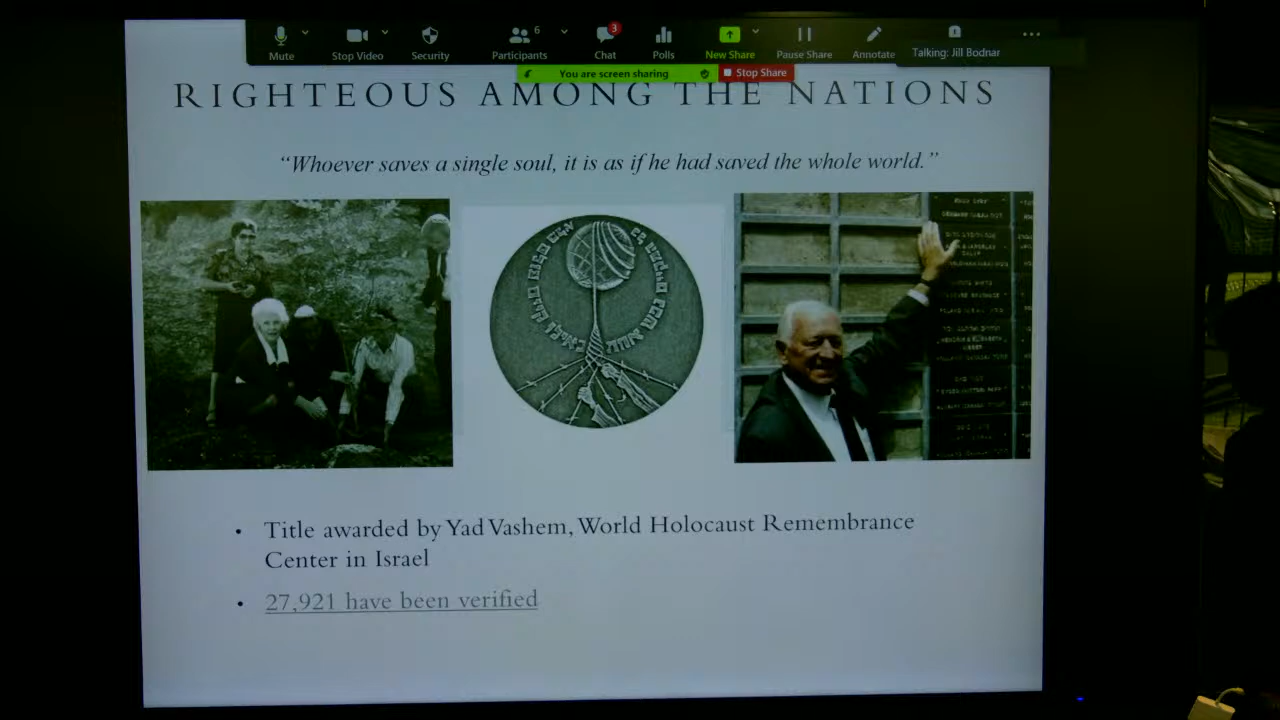 6
3
Mute
Stop Video
Security
Participants
Chat
Polls
New Share
Pause Share
Annotate
Talking: Jill Bodnar
You are screen sharing
Stop Share
RIGHTEOUS AMONG THE NATIONS
“Whoever saves a single soul, it is as if he had saved the whole world.”
• Title awarded by Yad Vashem, World Holocaust Remembrance
Center in Israel
• 27,921 have been verified